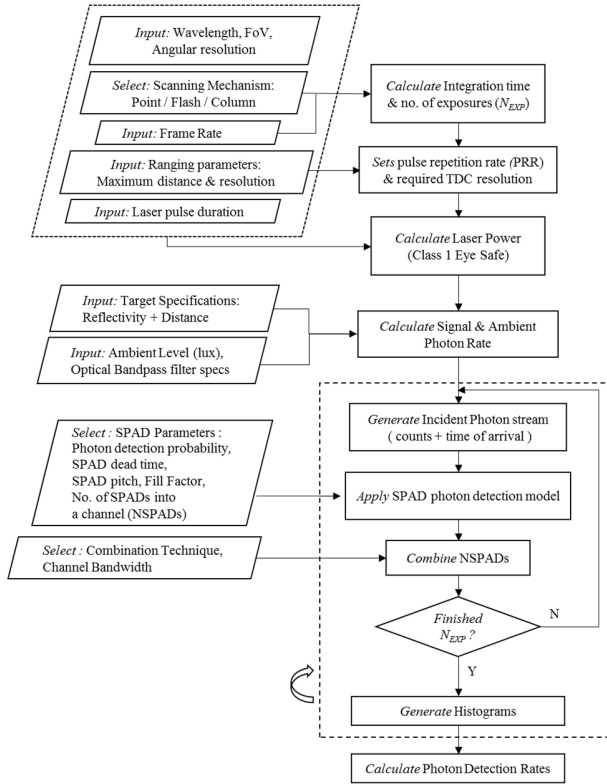 Input: Wavelength, FoV,
Angular resolution
Select: Scanning Mechanism:
Point / Flash / Column
Input: Frame Rate
Input: Ranging parameters:
Maximum distance & resolution
Input: Laser pulse duration
Calculate Integration time
& no. of exposures (N_EXP)
Sets pulse repetition rate (PRR)
& required TDC resolution
Calculate Laser Power
(Class 1 Eye Safe)
Input: Target Specifications:
Reflectivity + Distance
Input: Ambient Level (lux),
Optical Bandpass filter specs
Calculate Signal & Ambient
Photon Rate
Generate Incident Photon stream
( counts + time of arrival )
Select : SPAD Parameters :
Photon detection probability,
SPAD dead time,
SPAD pitch, Fill Factor,
No. of SPADs into
a channel (NSPADs)
Apply SPAD photon detection model
Select : Combination Technique,
Channel Bandwidth
Combine NSPADs
Finished
N_EXP ?
N
Y
Generate Histograms
Calculate Photon Detection Rates